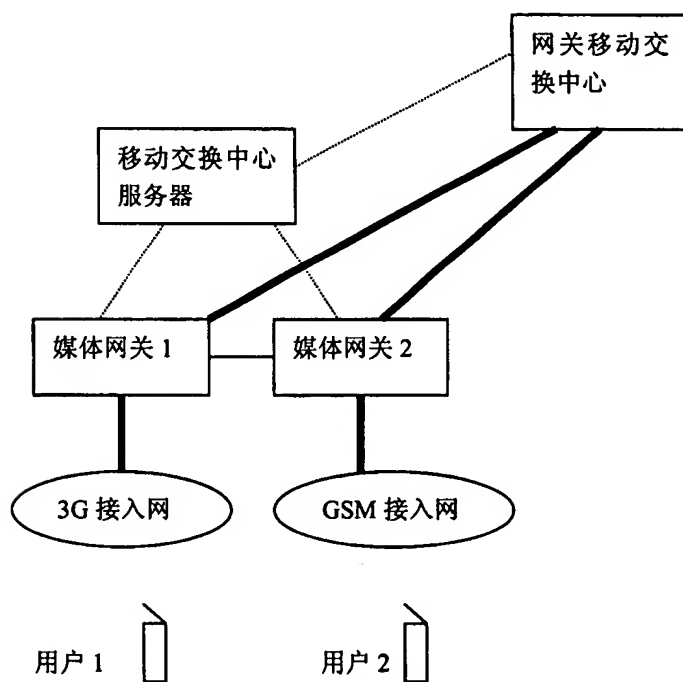 网关移动交
换中心
移动交换中心
服务器
媒体网关 1
媒体网关 2
3G 接入网
GSM 接入网
用户 1
用户 2